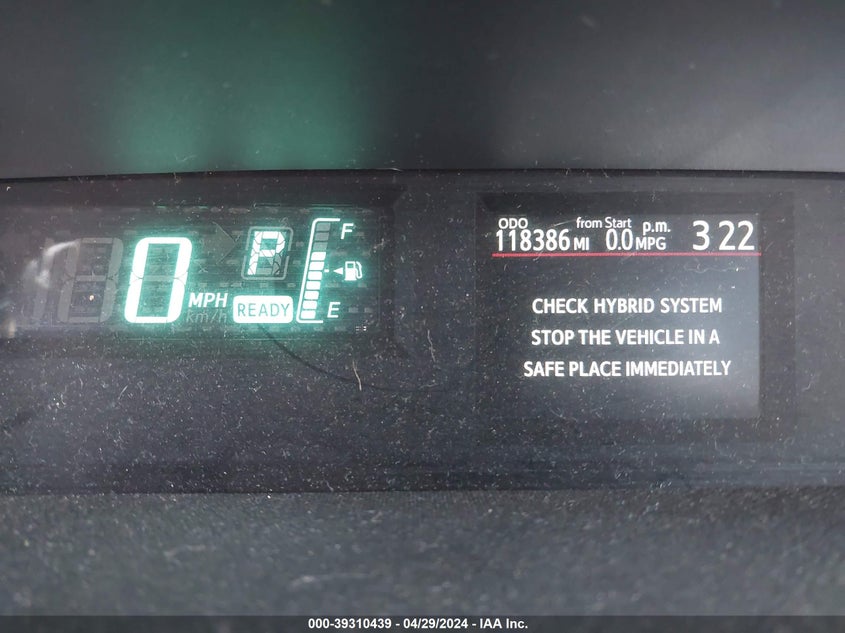 0 MPH
km/h
P
READY
F
E
ODO from Start p.m.
118386 MI 0.0 MPG 3 22
CHECK HYBRID SYSTEM
STOP THE VEHICLE IN A
SAFE PLACE IMMEDIATELY
000-39310439 - 04/29/2024 - IAA Inc.